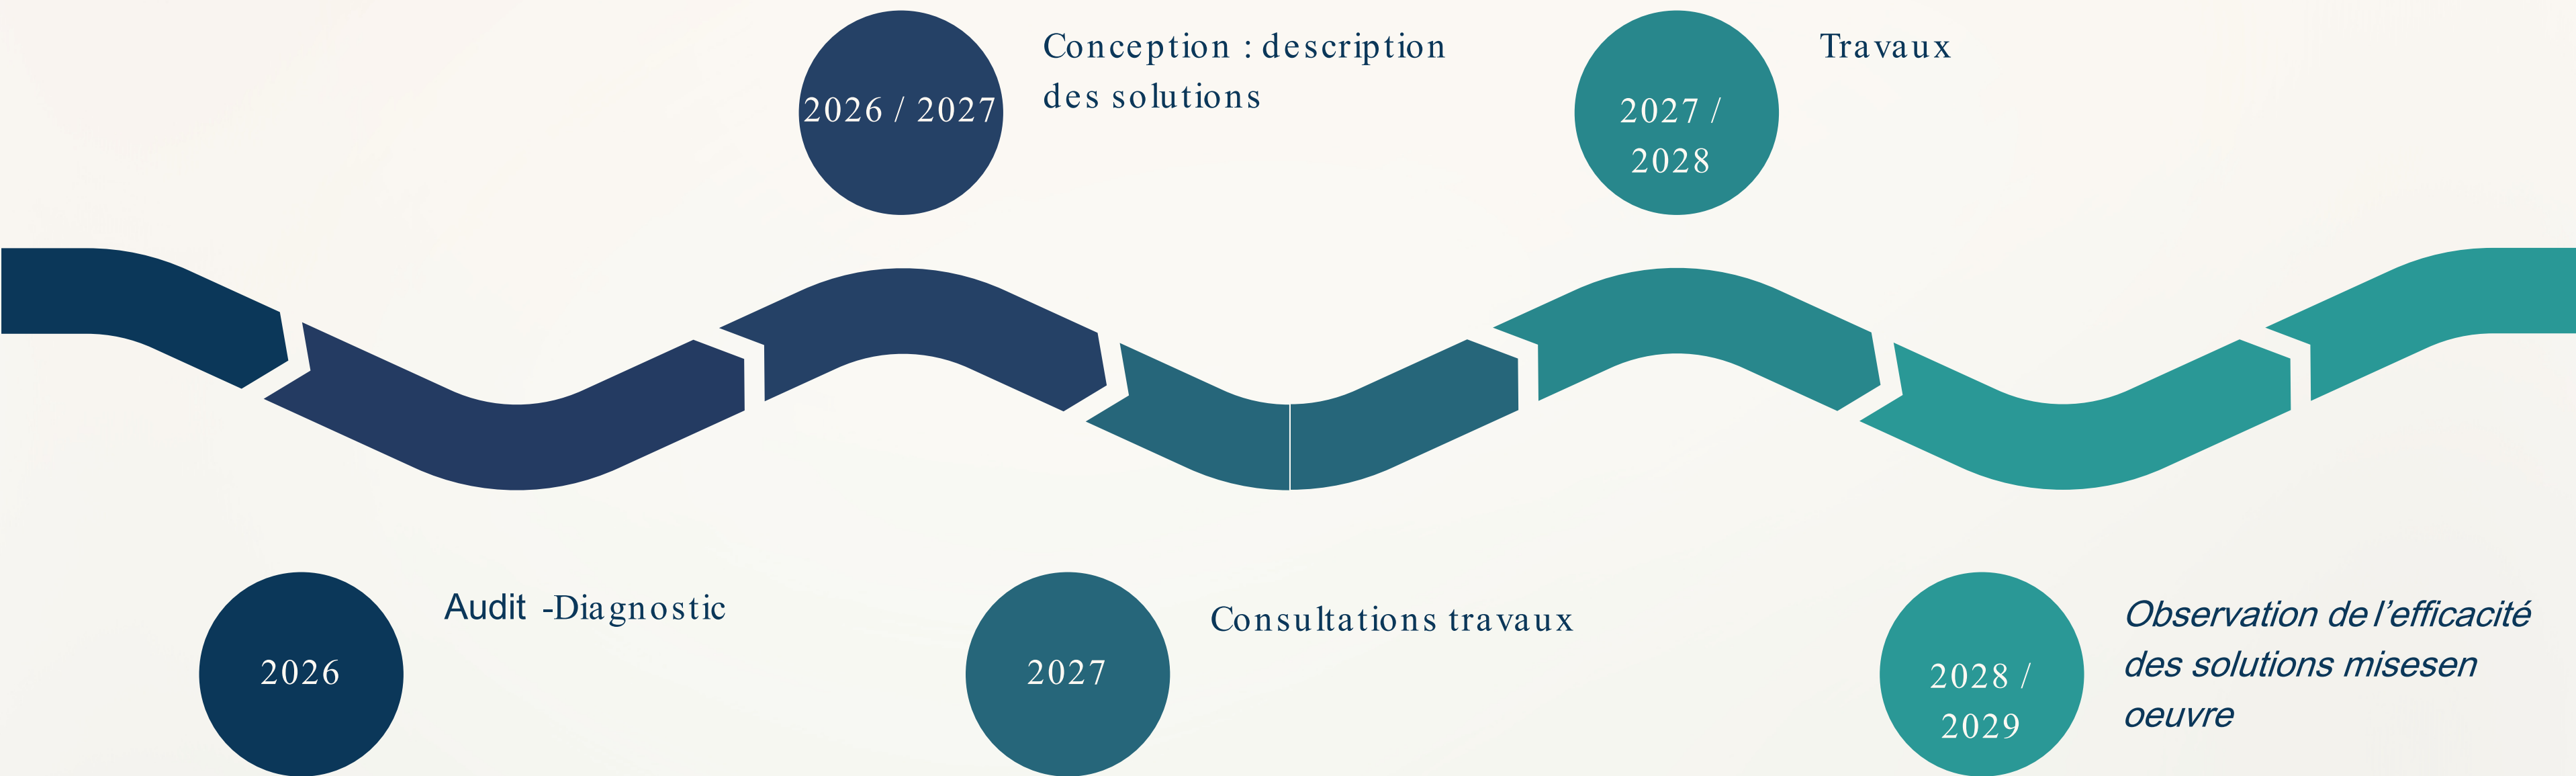 2026
Audit -Diagnostic
2026 / 2027
Conception : description
des solutions
2027
Consultations travaux
2027 /
2028
Travaux
2028 /
2029
Observation de l’efficacité
des solutions misesen
oeuvre